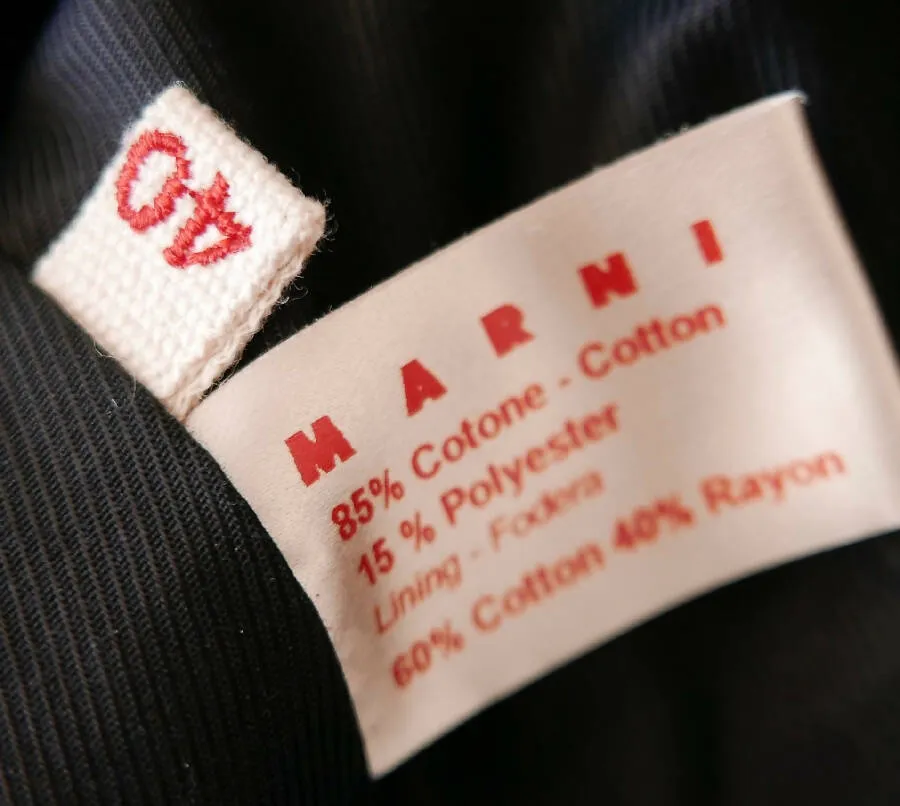 40
MARNI
85% Cotone - Cotton
15 % Polyester
Lining - Fodera
60% Cotton 40% Rayon